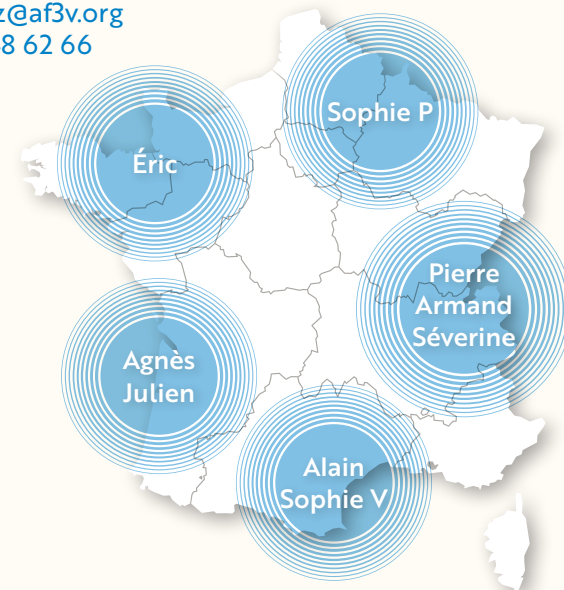 z@af3v.org
8 62 66
Sophie P
Éric
Pierre
Armand
Séverine
Agnès
Julien
Alain
Sophie V